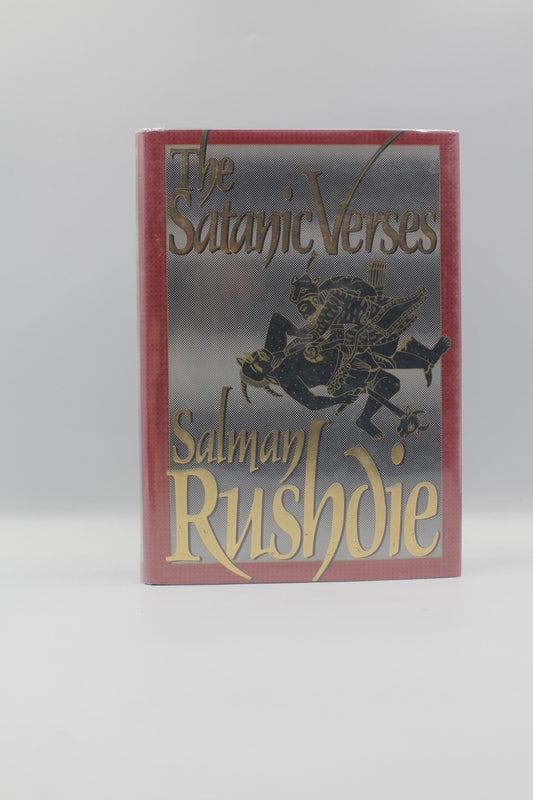 The
Satanic Verses
Salman
Rushdie